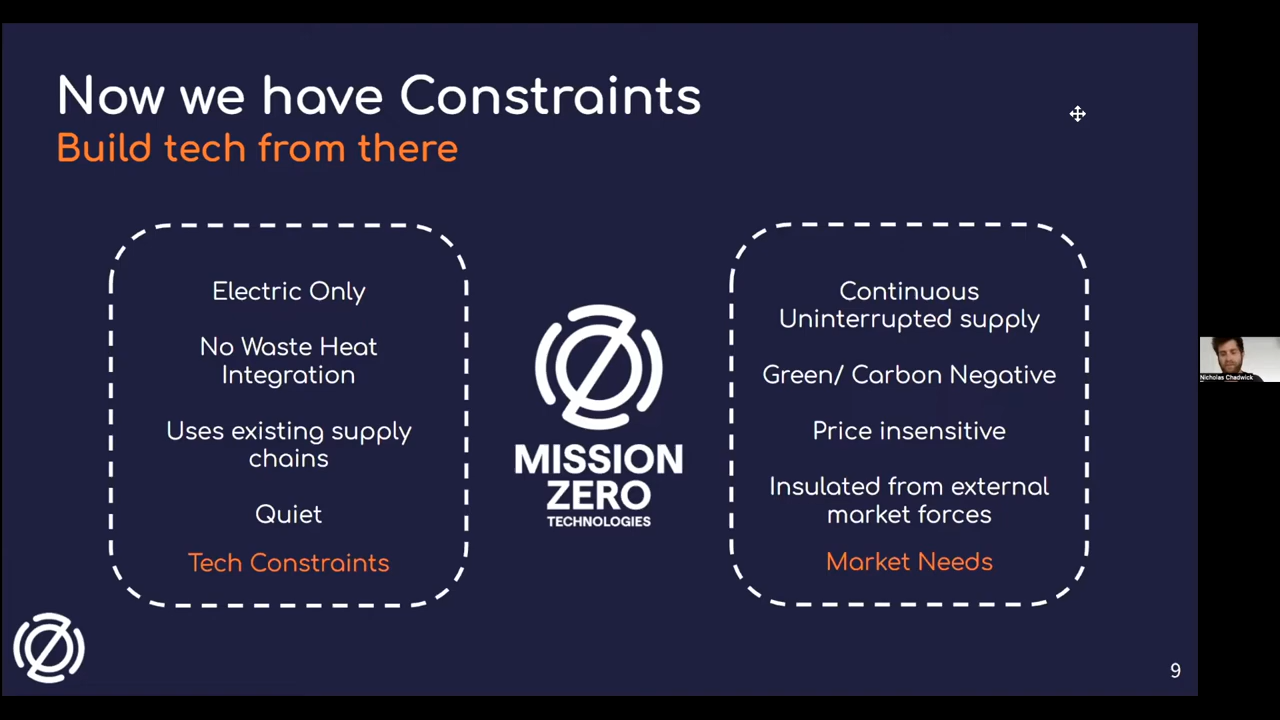 Now we have Constraints
Build tech from there
Electric Only
No Waste Heat
Integration
Uses existing supply
chains
Quiet
Tech Constraints
MISSION
ZERO
TECHNOLOGIES
Continuous
Uninterrupted supply
Green/ Carbon Negative
Price insensitive
Insulated from external
market forces
Market Needs
Nicholas Chadwick
9